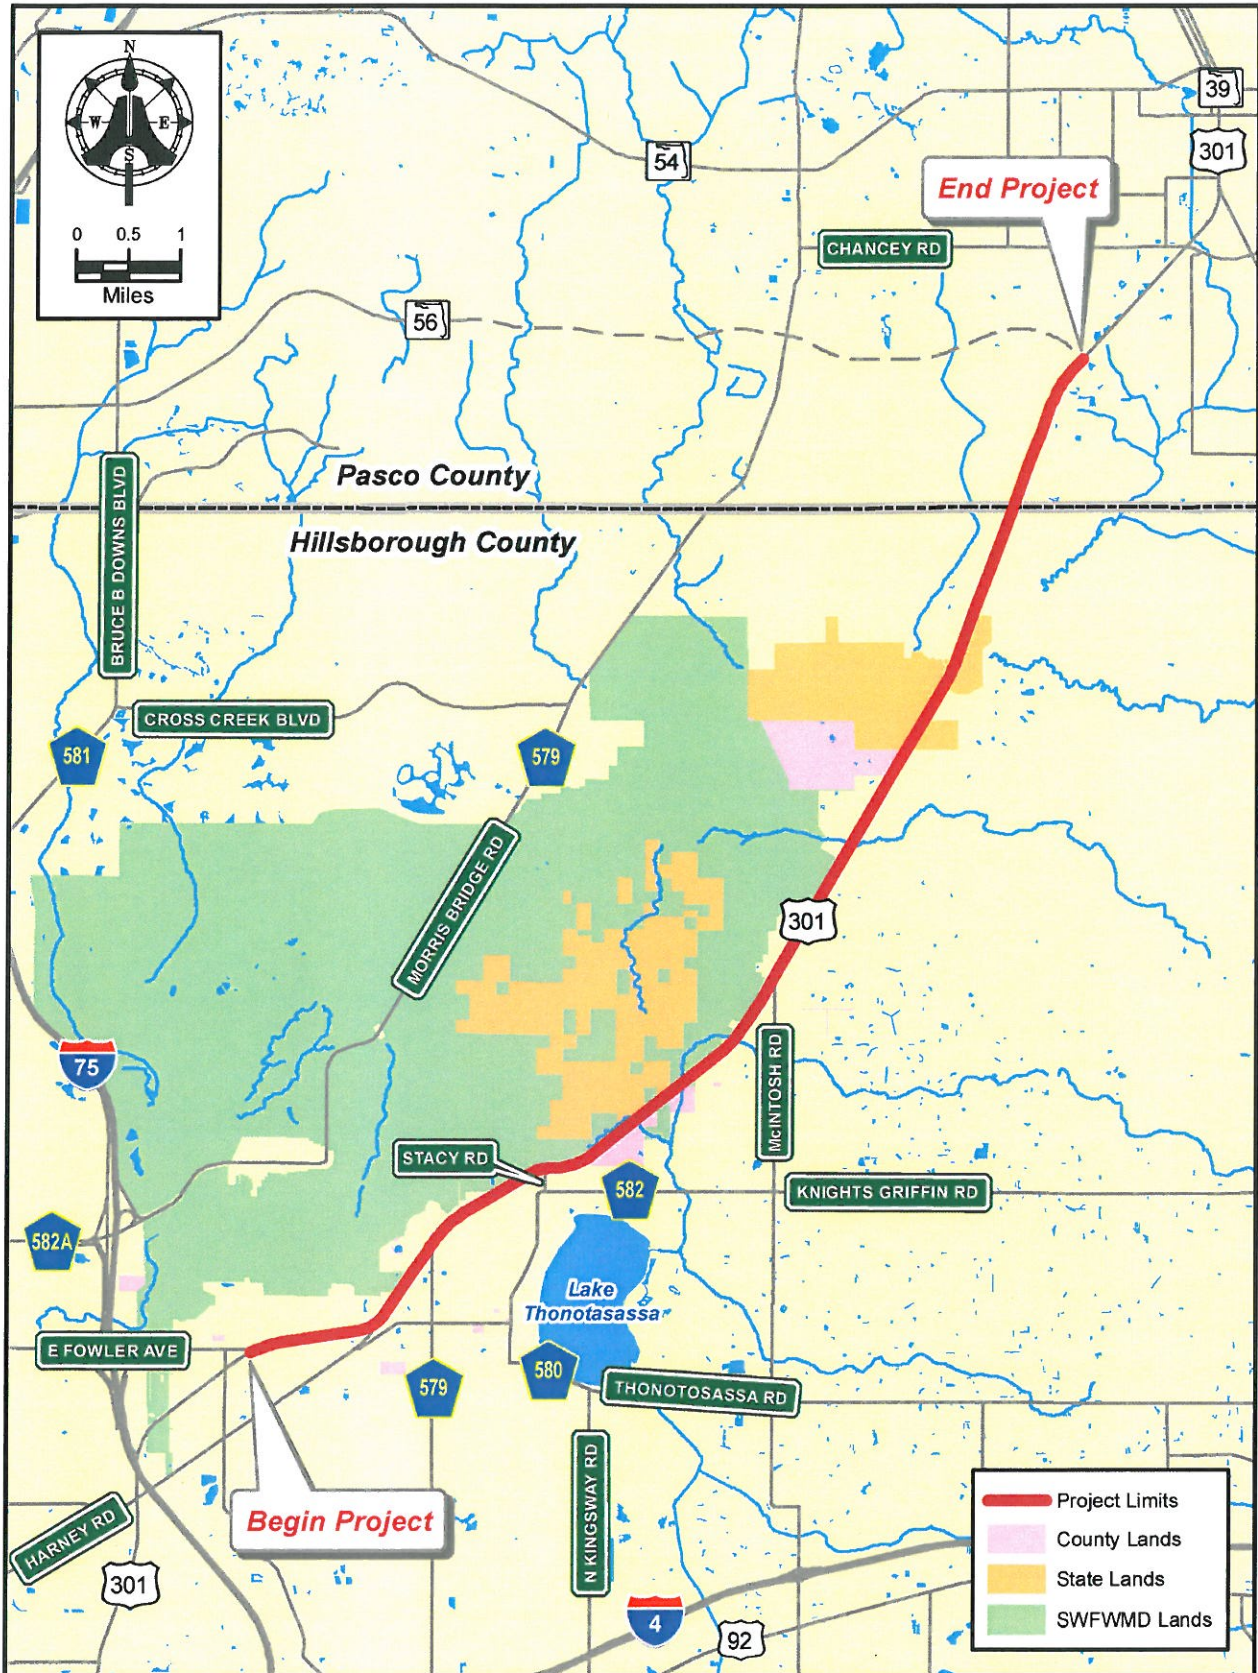 N
W
E
S
0 0.5 1
Miles
39
301
54
End Project
CHANCEY RD
56
Pasco County
Hillsborough County
BRUCE B DOWNS BLVD
CROSS CREEK BLVD
581
579
MORRIS BRIDGE RD
301
75
McINTOSH RD
STACY RD
582
KNIGHTS GRIFFIN RD
582A
Lake
Thonotasassa
E FOWLER AVE
579
580
THONOTOSASSA RD
N KINGSWAY RD
Begin Project
HARNEY RD
301
4
92
Project Limits
County Lands
State Lands
SWFWMD Lands